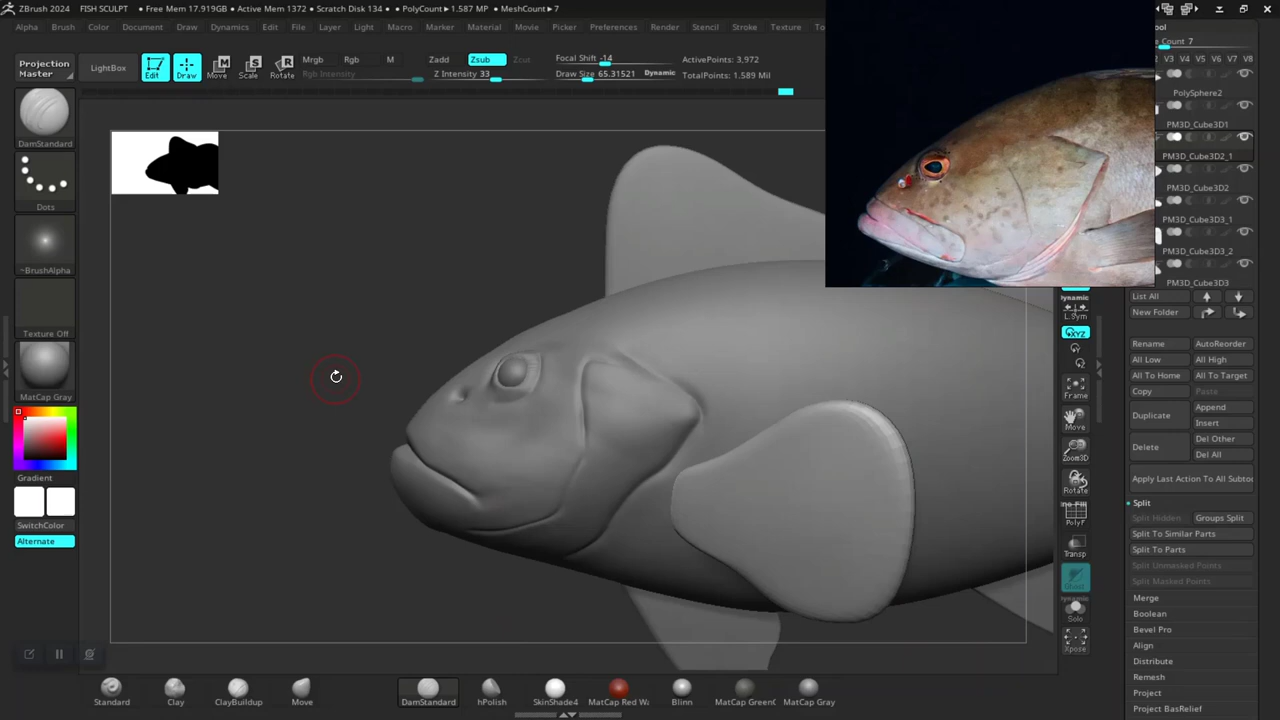 ZBrush 2024 FISH SCULPT • Free Mem 17.919GB • Active Mem 1372 • Scratch Disk 134 • PolyCount▸1.587 MP • MeshCount▸7
Alpha Brush Color Document Draw Dynamics Edit File Layer Light Macro Marker Material Movie Picker Preferences Render Stencil Stroke Texture
Projection
Master
LightBox
Edit
Draw
Move
Scale
Rotate
Mrgb Rgb M
Rgb Intensity
Zadd Zsub Zcut
Z Intensity 33
Focal Shift -14
Draw Size 65.31521 Dynamic
ActivePoints: 3,972
TotalPoints: 1.589 Mil
DamStandard
Dots
~BrushAlpha
Texture Off
MatCap Gray
Gradient
SwitchColor
Alternate
V3 V4 V5 V6 V7 V8
PolySphere2
PM3D_Cube3D1
PM3D_Cube3D2_1
PM3D_Cube3D2
PM3D_Cube3D3_1
PM3D_Cube3D3_2
PM3D_Cube3D3
Dynamic
L.Sym
XYZ
Frame
Move
Zoom3D
Rotate
PolyF
Transp
Ghost
Dynamic
Solo
Xpose
List All
New Folder
Rename AutoReorder
All Low All High
All To Home All To Target
Copy Paste
Duplicate Append
Insert
Delete Del Other
Del All
Apply Last Action To All Subtoo
Split
Split Hidden Groups Split
Split To Similar Parts
Split To Parts
Split Unmasked Points
Split Masked Points
Merge
Boolean
Bevel Pro
Align
Distribute
Remesh
Project
Project BasRelief
Standard Clay ClayBuildup Move DamStandard hPolish SkinShade4 MatCap Red Wa Blinn MatCap GreenC MatCap Gray